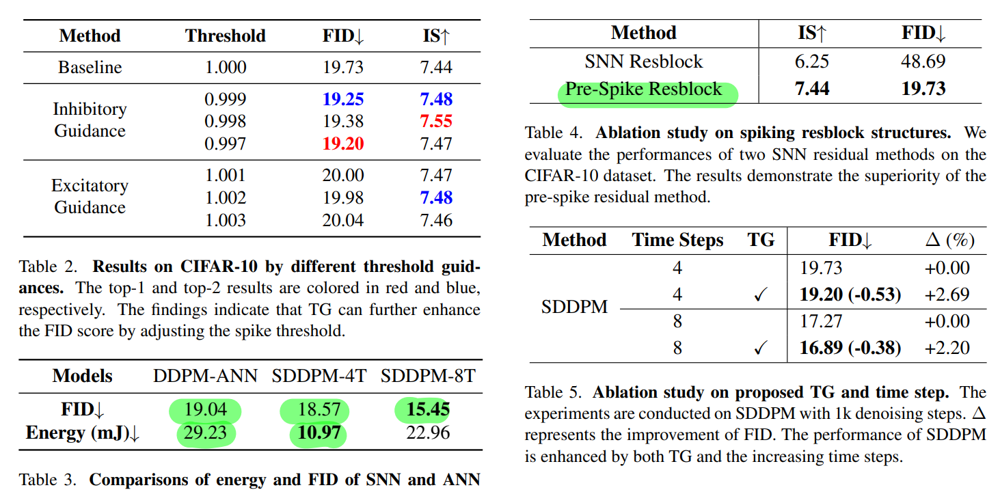 Method Threshold FID↓ IS↑
Baseline 1.000 19.73 7.44
Inhibitory Guidance
0.999 19.25 7.48
0.998 19.38 7.55
0.997 19.20 7.47
Excitatory Guidance
1.001 20.00 7.47
1.002 19.98 7.48
1.003 20.04 7.46
Table 2. Results on CIFAR-10 by different threshold guid-
ances. The top-1 and top-2 results are colored in red and blue,
respectively. The findings indicate that TG can further enhance
the FID score by adjusting the spike threshold.
Models DDPM-ANN SDDPM-4T SDDPM-8T
FID↓ 19.04 18.57 15.45
Energy (mJ)↓ 29.23 10.97 22.96
Table 3. Comparisons of energy and FID of SNN and ANN
Method IS↑ FID↓
SNN Resblock 6.25 48.69
Pre-Spike Resblock 7.44 19.73
Table 4. Ablation study on spiking resblock structures. We
evaluate the performances of two SNN residual methods on the
CIFAR-10 dataset. The results demonstrate the superiority of the
pre-spike residual method.
Method Time Steps TG FID↓ Δ (%)
SDDPM
4 19.73 +0.00
4 ✓ 19.20 (-0.53) +2.69
8 17.27 +0.00
8 ✓ 16.89 (-0.38) +2.20
Table 5. Ablation study on proposed TG and time step. The
experiments are conducted on SDDPM with 1k denoising steps. Δ
represents the improvement of FID. The performance of SDDPM
is enhanced by both TG and the increasing time steps.